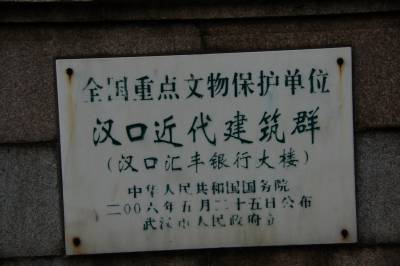 全国重点文物保护单位
汉口近代建筑群
(汉口汇丰银行大楼)
中华人民共和国国务院
二00六年五月二十五日公布
武汉市人民政府立